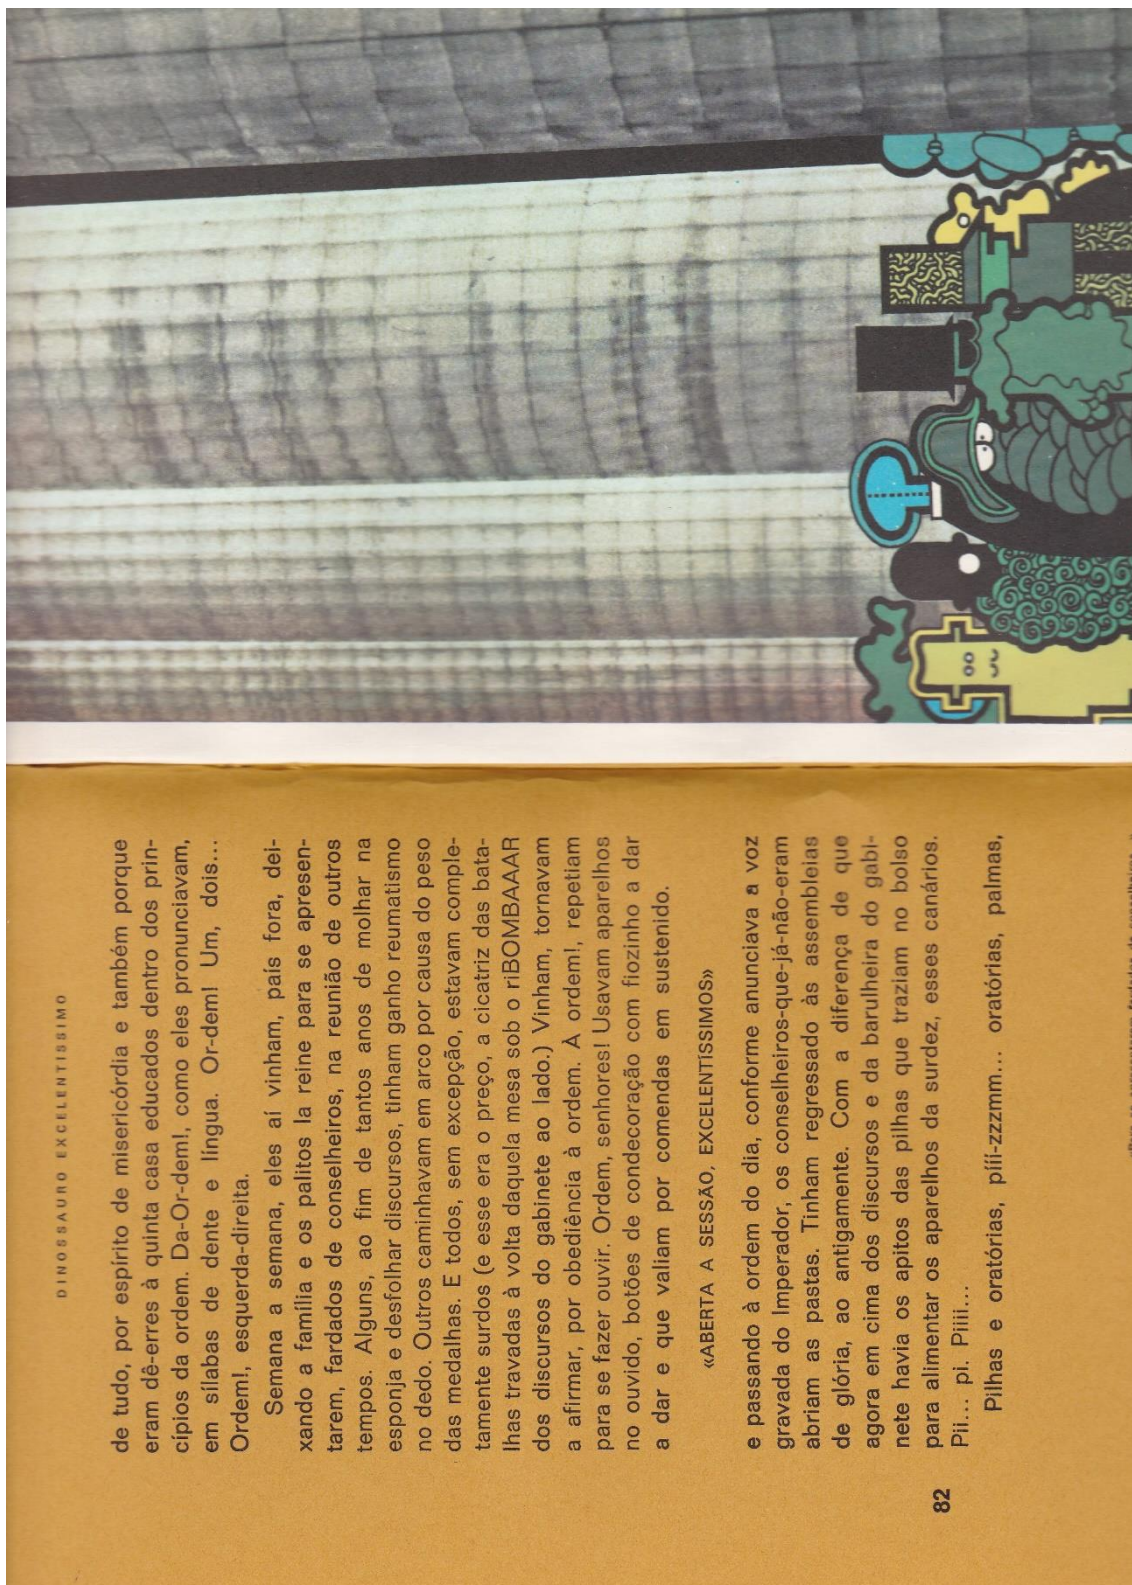 DINOSSAURO EXCELENTISSIMO
de tudo, por espírito de misericórdia e também porque
eram dê-erres à quinta casa educados dentro dos prin-
cípios da ordem. Da-Or-dem!, como eles pronunciavam,
em sílabas de dente e língua. Or-dem! Um, dois...
Ordem!, esquerda-direita.
Semana a semana, eles aí vinham, país fora, dei-
xando a família e os palitos la reine para se apresen-
tarem, fardados de conselheiros, na reunião de outros
tempos. Alguns, ao fim de tantos anos de molhar na
esponja e desfolhar discursos, tinham ganho reumatismo
no dedo. Outros caminhavam em arco por causa do peso
das medalhas. E todos, sem excepção, estavam comple-
tamente surdos (e esse era o preço, a cicatriz das bata-
lhas travadas à volta daquela mesa sob o riBOMBAAAR
dos discursos do gabinete ao lado.) Vinham, tornavam
a afirmar, por obediência à ordem. À ordem!, repetiam
para se fazer ouvir. Ordem, senhores! Usavam aparelhos
no ouvido, botões de condecoração com fiozinho a dar
a dar e que valiam por comendas em sustenido.
«ABERTA A SESSÃO, EXCELENTÍSSIMOS»
e passando à ordem do dia, conforme anunciava a voz
gravada do Imperador, os conselheiros-que-já-não-eram
abriam as pastas. Tinham regressado às assembleias
de glória, ao antigamente. Com a diferença de que
agora em cima dos discursos e da barulheira do gabi-
nete havia os apitos das pilhas que traziam no bolso
para alimentar os aparelhos da surdez, esses canários.
Pii... pi. Piiii...
Pilhas e oratórias, piii-zzzmm... oratórias, palmas,
82